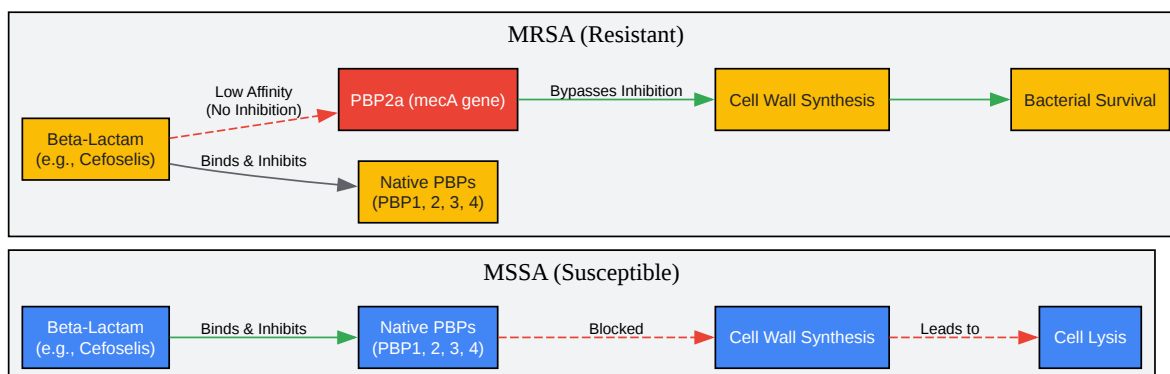 MRSA (Resistant)
Low Affinity
(No Inhibition)
PBP2a (mecA gene)
Bypasses Inhibition
Cell Wall Synthesis
Bacterial Survival
Beta-Lactam
(e.g., Cefoselis)
Binds & Inhibits
Native PBPs
(PBP1, 2, 3, 4)
MSSA (Susceptible)
Beta-Lactam
(e.g., Cefoselis)
Binds & Inhibits
Native PBPs
(PBP1, 2, 3, 4)
Blocked
Cell Wall Synthesis
Leads to
Cell Lysis